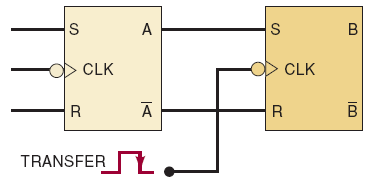 S A S B
CLK CLK
R A̅ R B̅
TRANSFER